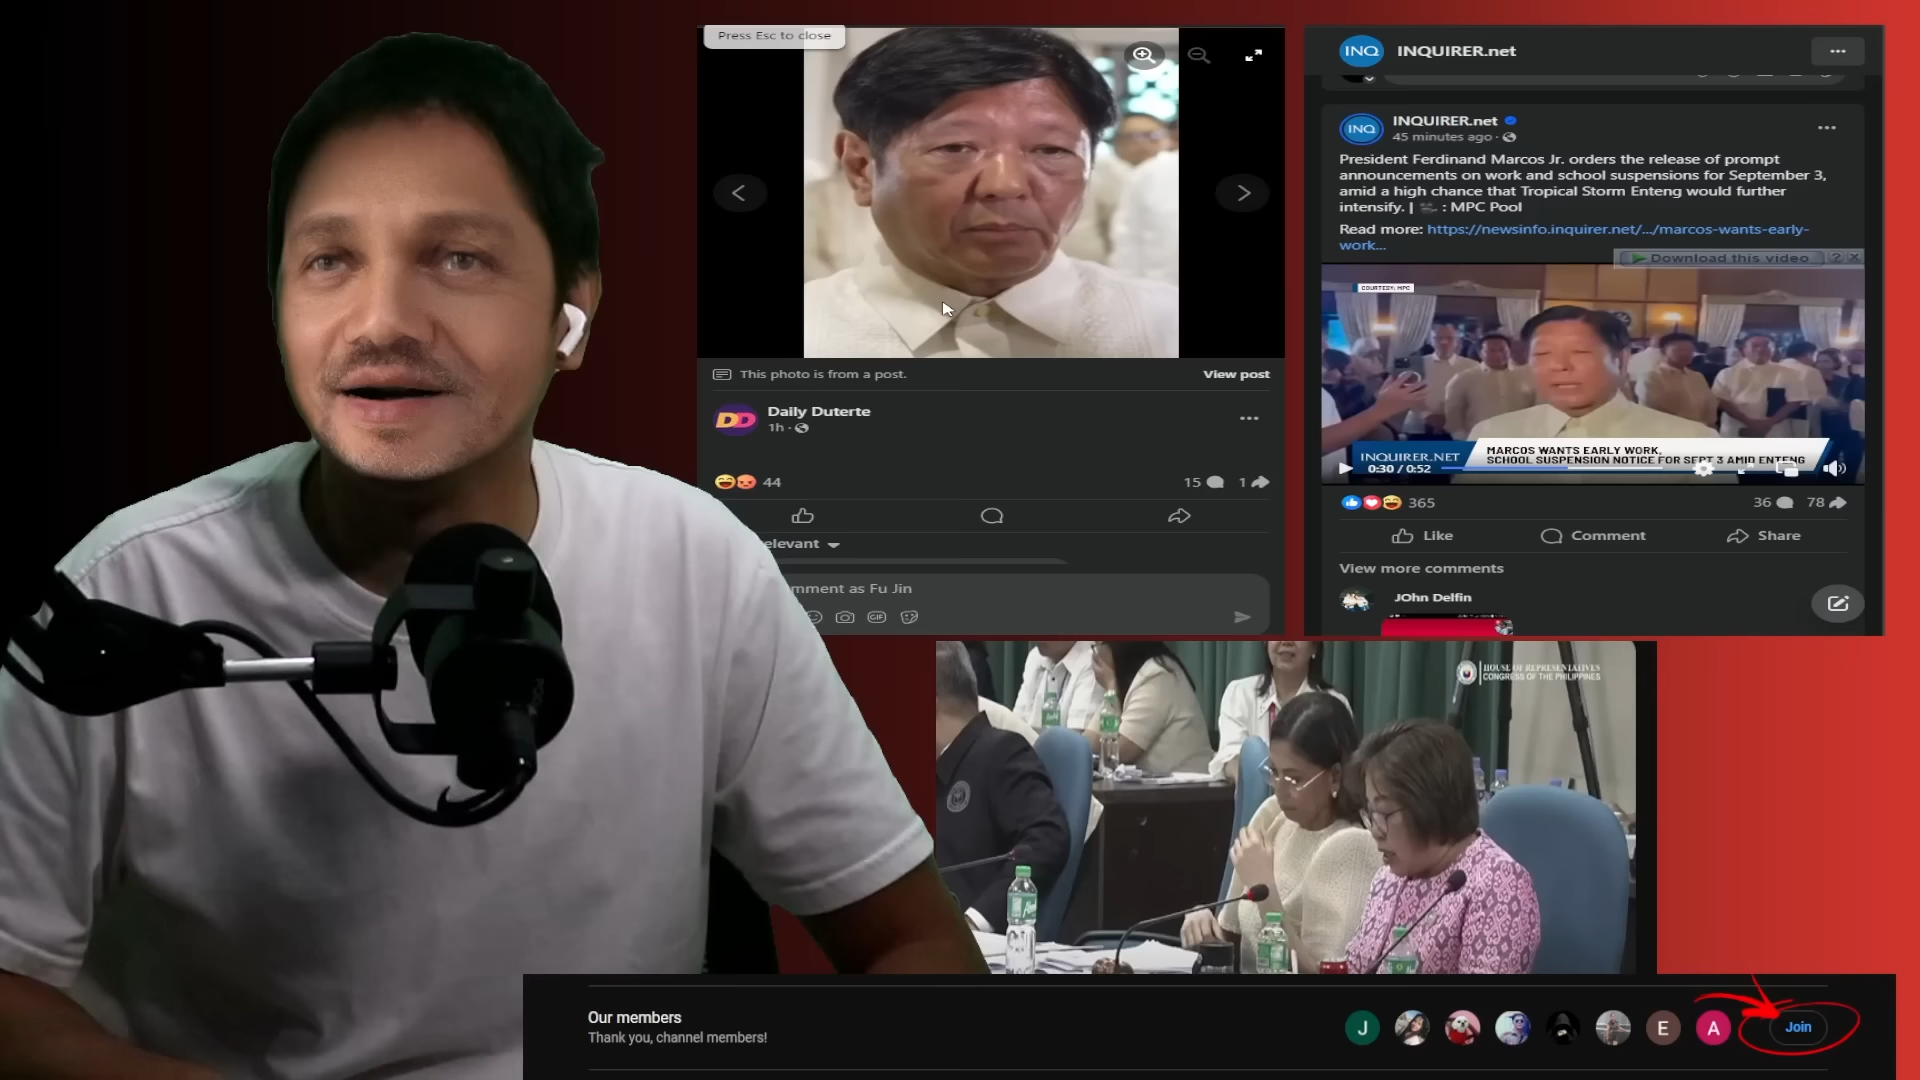 Press Esc to close
This photo is from a post.
View post
DD
Daily Duterte
1h ·
44
15
1
elevant
mment as Fu Jin
GIF
INQ
INQUIRER.net
INQ
INQUIRER.net
45 minutes ago ·
President Ferdinand Marcos Jr. orders the release of prompt
announcements on work and school suspensions for September 3,
amid a high chance that Tropical Storm Enteng would further
intensify. | : MPC Pool
Read more: https://newsinfo.inquirer.net/.../marcos-wants-early-
work...
Download this video
COURTESY: MPC
INQUIRER.NET
MARCOS WANTS EARLY WORK,
SCHOOL SUSPENSION NOTICE FOR SEPT 3 AMID ENTENG
0:30 / 0:52
365
36
78
Like
Comment
Share
View more comments
JOhn Delfin
HOUSE OF REPRESENTATIVES
CONGRESS OF THE PHILIPPINES
Our members
Thank you, channel members!
J
E
A
Join